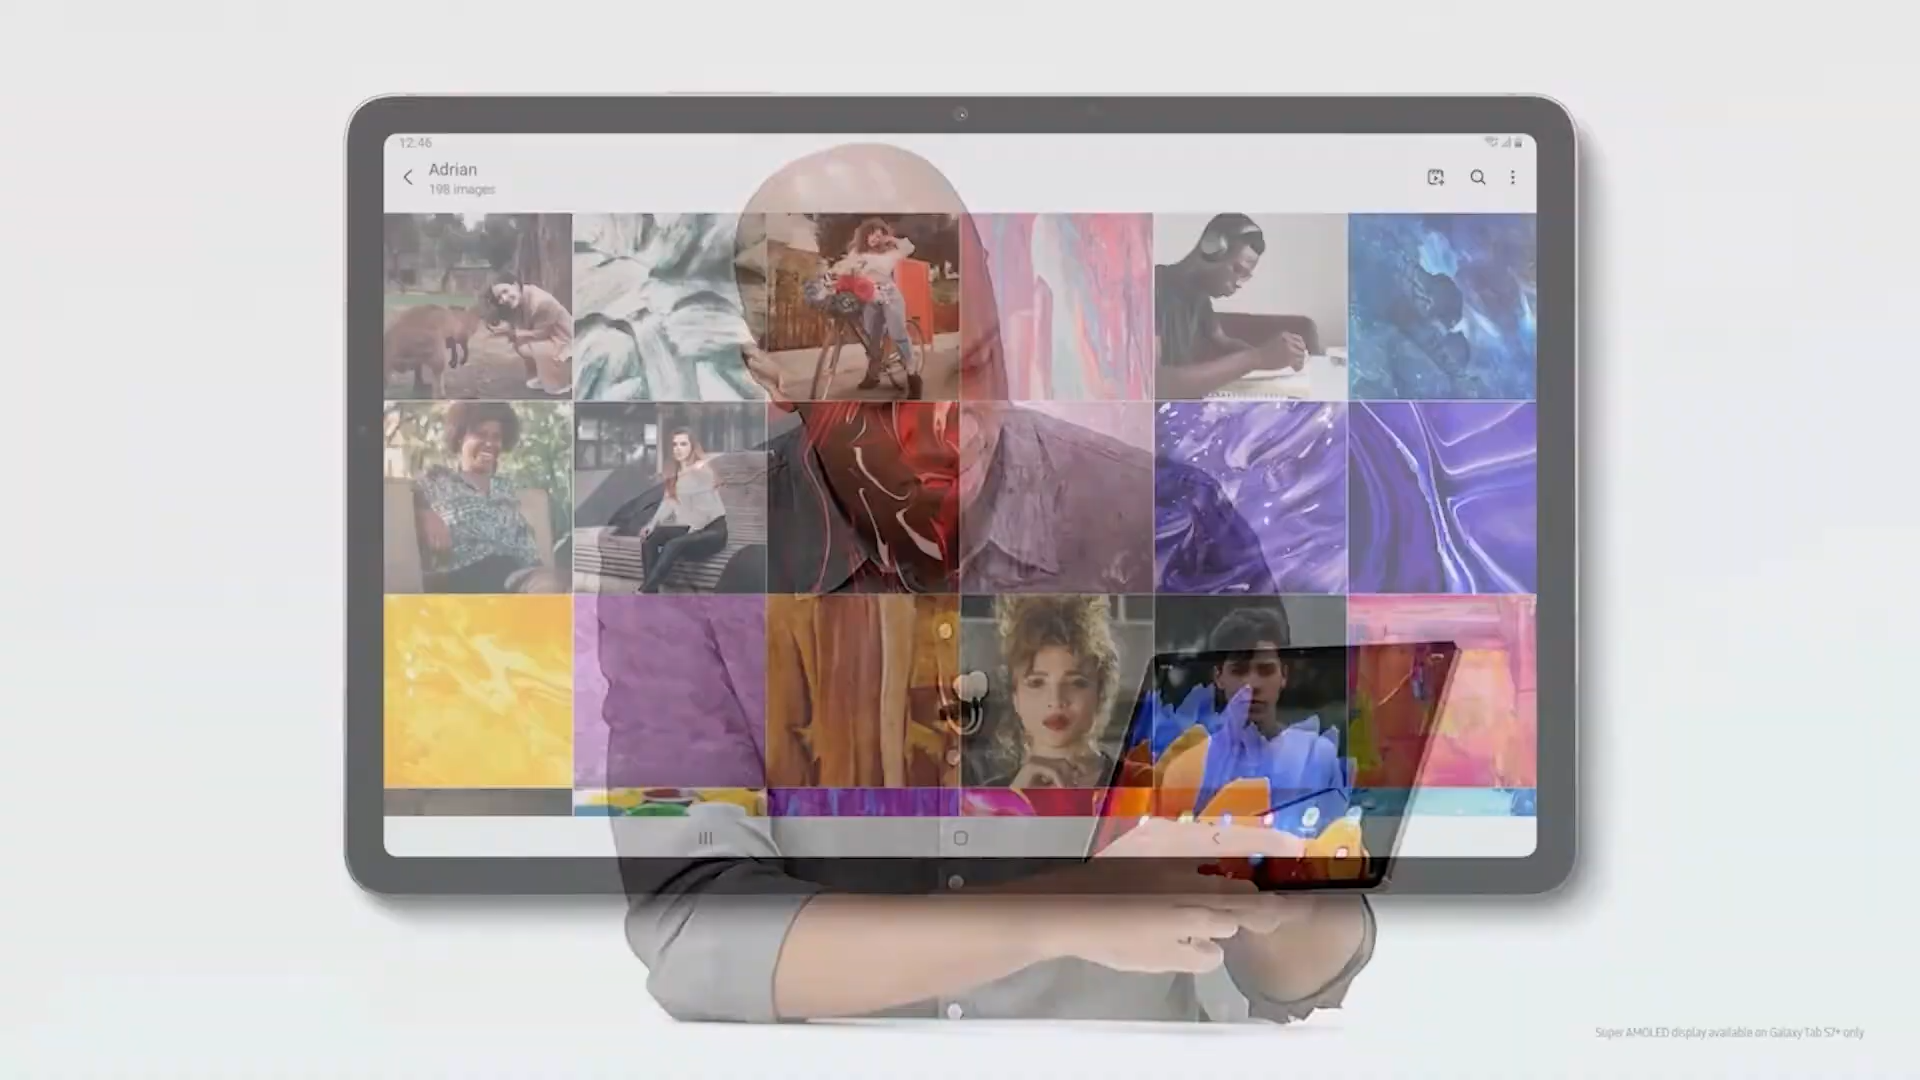 12:46
Adrian
198 images
Super AMOLED display available on Galaxy Tab S7+ only